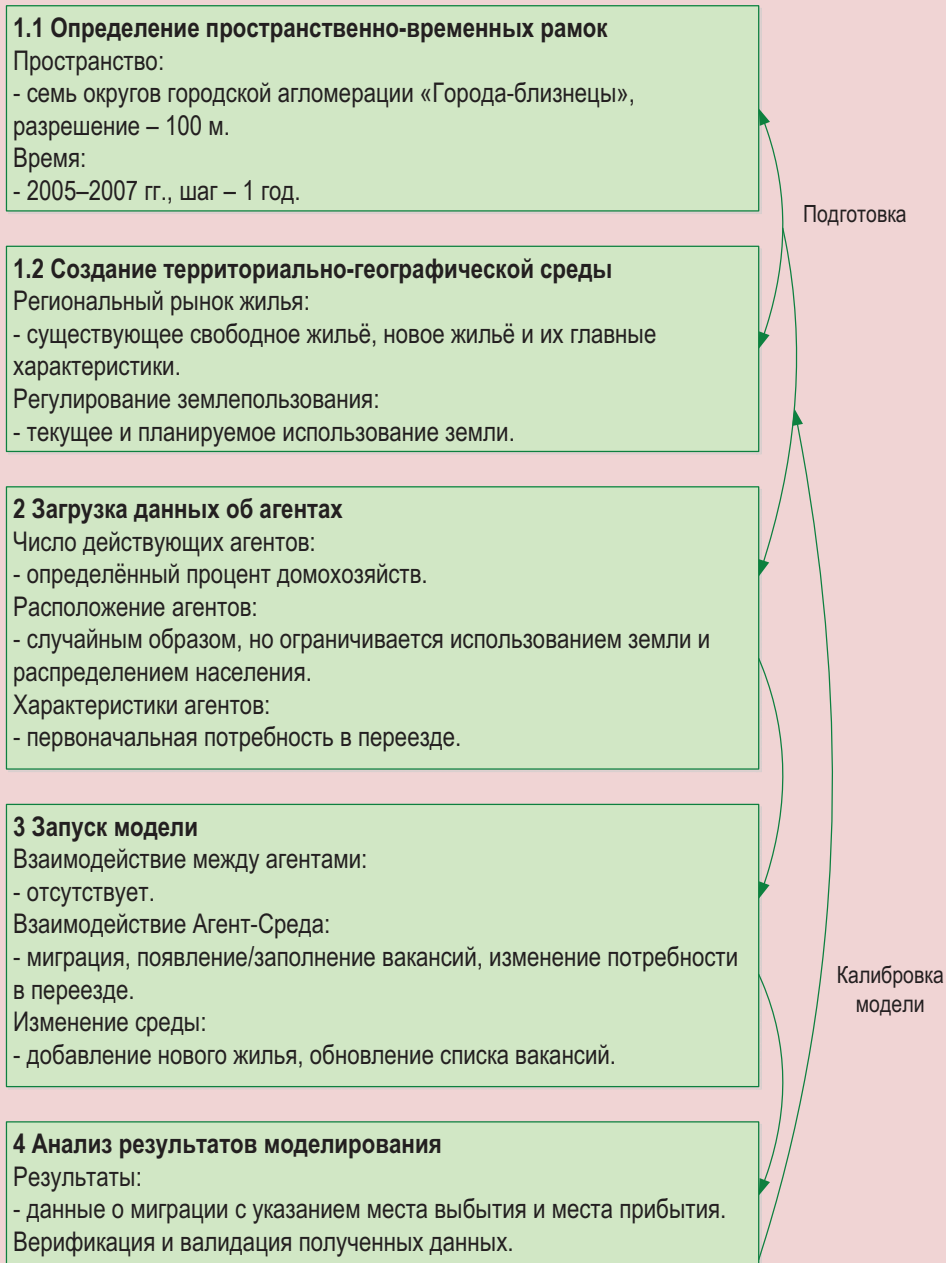 1.1 Определение пространственно-временных рамок
Пространство:
- семь округов городской агломерации «Города-близнецы»,
разрешение – 100 м.
Время:
- 2005–2007 гг., шаг – 1 год.
Подготовка
1.2 Создание территориально-географической среды
Региональный рынок жилья:
- существующее свободное жильё, новое жильё и их главные
характеристики.
Регулирование землепользования:
- текущее и планируемое использование земли.
2 Загрузка данных об агентах
Число действующих агентов:
- определённый процент домохозяйств.
Расположение агентов:
- случайным образом, но ограничивается использованием земли и
распределением населения.
Характеристики агентов:
- первоначальная потребность в переезде.
3 Запуск модели
Взаимодействие между агентами:
- отсутствует.
Взаимодействие Агент-Среда:
- миграция, появление/заполнение вакансий, изменение потребности
в переезде.
Изменение среды:
- добавление нового жилья, обновление списка вакансий.
Калибровка
модели
4 Анализ результатов моделирования
Результаты:
- данные о миграции с указанием места выбытия и места прибытия.
Верификация и валидация полученных данных.